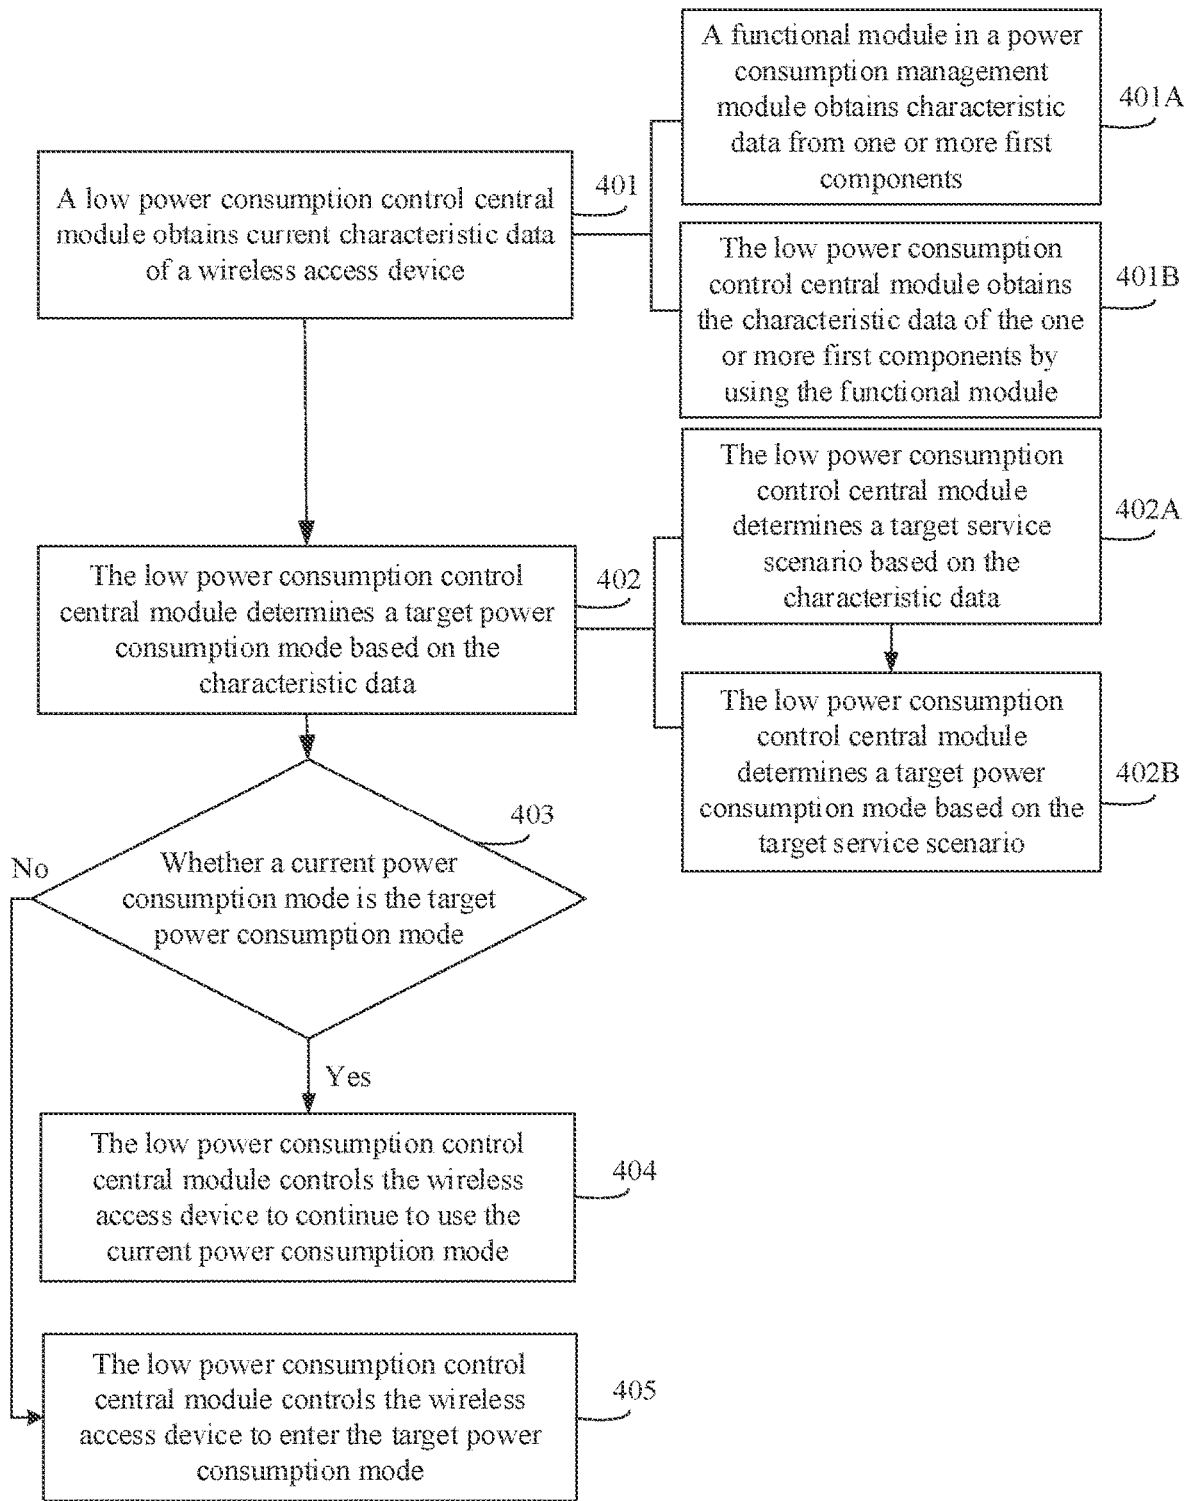 A low power consumption control central
module obtains current characteristic data
of a wireless access device
401
A functional module in a power
consumption management
module obtains characteristic
data from one or more first
components
401A
The low power consumption
control central module obtains
the characteristic data of the one
or more first components by
using the functional module
401B
The low power consumption control
central module determines a target power
consumption mode based on the
characteristic data
402
The low power consumption
control central module
determines a target service
scenario based on the
characteristic data
402A
The low power consumption
control central module
determines a target power
consumption mode based on the
target service scenario
402B
Whether a current power
consumption mode is the target
power consumption mode
403
No
Yes
The low power consumption control
central module controls the wireless
access device to continue to use the
current power consumption mode
404
The low power consumption control
central module controls the wireless
access device to enter the target power
consumption mode
405